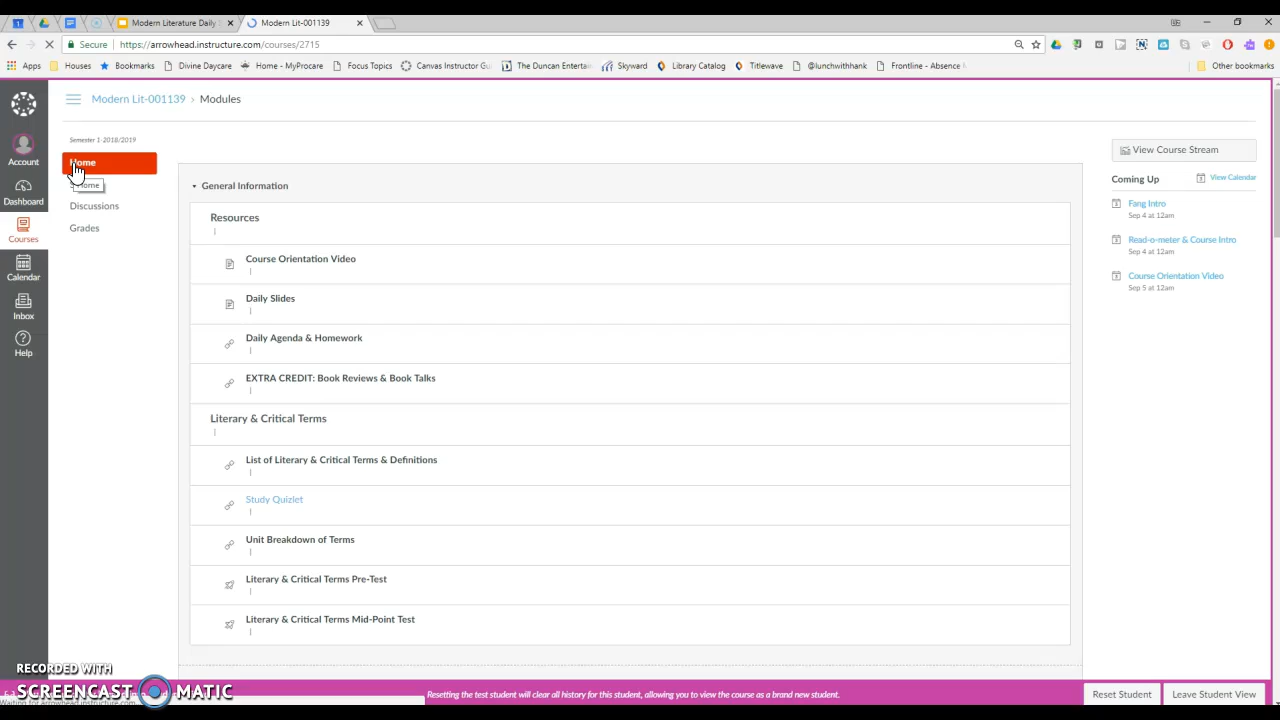 1 Modern Literature Daily Modern Lit-001139
Secure https://arrowhead.instructure.com/courses/2715
Apps Houses Bookmarks Divine Daycare Home - MyProcare Focus Topics Canvas Instructor Gu The Duncan Entertai Skyward Library Catalog Titlewave @lunchwithhank Frontline - Absence Other bookmarks
Modern Lit-001139 › Modules
Semester 1-2018/2019
Home
Home
Discussions
Grades
Account
Dashboard
Courses
Calendar
Inbox
Help
General Information
Resources
Course Orientation Video
Daily Slides
Daily Agenda & Homework
EXTRA CREDIT: Book Reviews & Book Talks
Literary & Critical Terms
List of Literary & Critical Terms & Definitions
Study Quizlet
Unit Breakdown of Terms
Literary & Critical Terms Pre-Test
Literary & Critical Terms Mid-Point Test
View Course Stream
Coming Up View Calendar
Fang Intro
Sep 4 at 12am
Read-o-meter & Course Intro
Sep 4 at 12am
Course Orientation Video
Sep 5 at 12am
RECORDED WITH
SCREENCAST MATIC
Waiting for arrowhead.instructure.com...
Resetting the test student will clear all history for this student, allowing you to view the course as a brand new student.
Reset Student Leave Student View